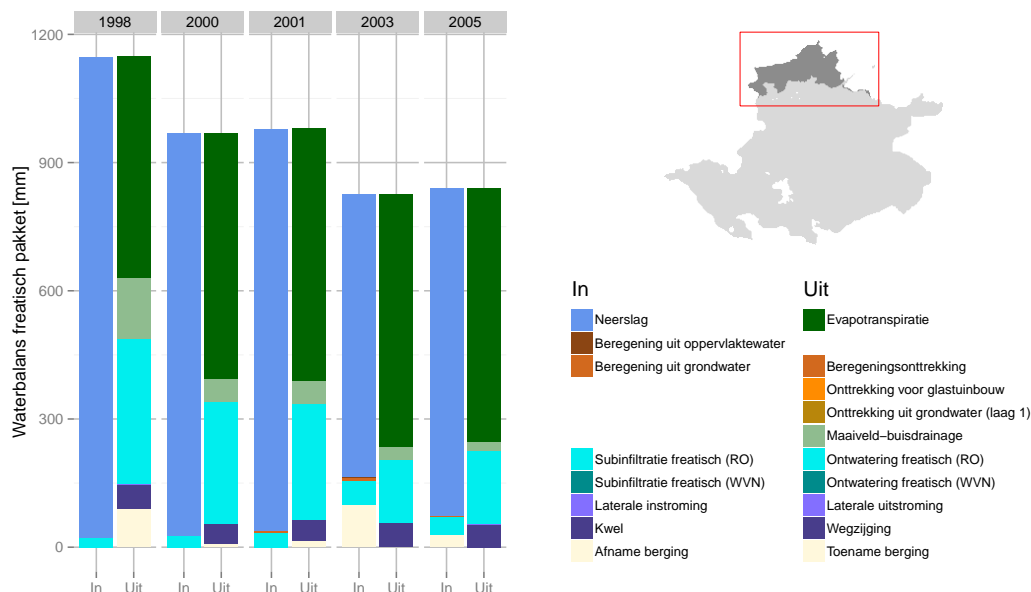 1998 2000 2001 2003 2005
Waterbalans freatisch pakket [mm]
1200
900
600
300
0
In Uit In Uit In Uit In Uit In Uit
In
Neerslag
Beregening uit oppervlaktewater
Beregening uit grondwater
Subinfiltratie freatisch (RO)
Subinfiltratie freatisch (WVN)
Laterale instroming
Kwel
Afname berging
Uit
Evapotranspiratie
Beregeningsonttrekking
Onttrekking voor glastuinbouw
Onttrekking uit grondwater (laag 1)
Maaiveld−buisdrainage
Ontwatering freatisch (RO)
Ontwatering freatisch (WVN)
Laterale uitstroming
Wegzijging
Toename berging